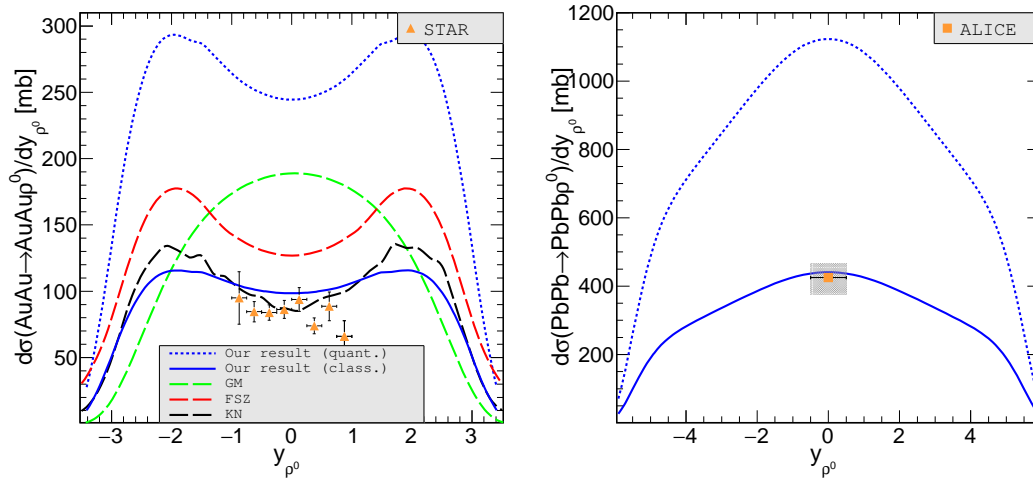 STAR
dσ(AuAu→AuAuρ⁰)/dy_ρ⁰ [mb]
300
250
200
150
100
50
Our result (quant.)
Our result (class.)
GM
FSZ
KN
−3 −2 −1 0 1 2 3
y_ρ⁰
ALICE
dσ(PbPb→PbPbρ⁰)/dy_ρ⁰ [mb]
1200
1000
800
600
400
200
−4 −2 0 2 4
y_ρ⁰